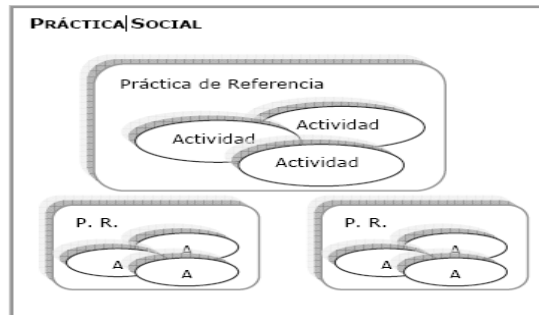 PRÁCTICA SOCIAL
Práctica de Referencia
Actividad
Actividad
Actividad
P. R.
A
A
A
P. R.
A
A
A